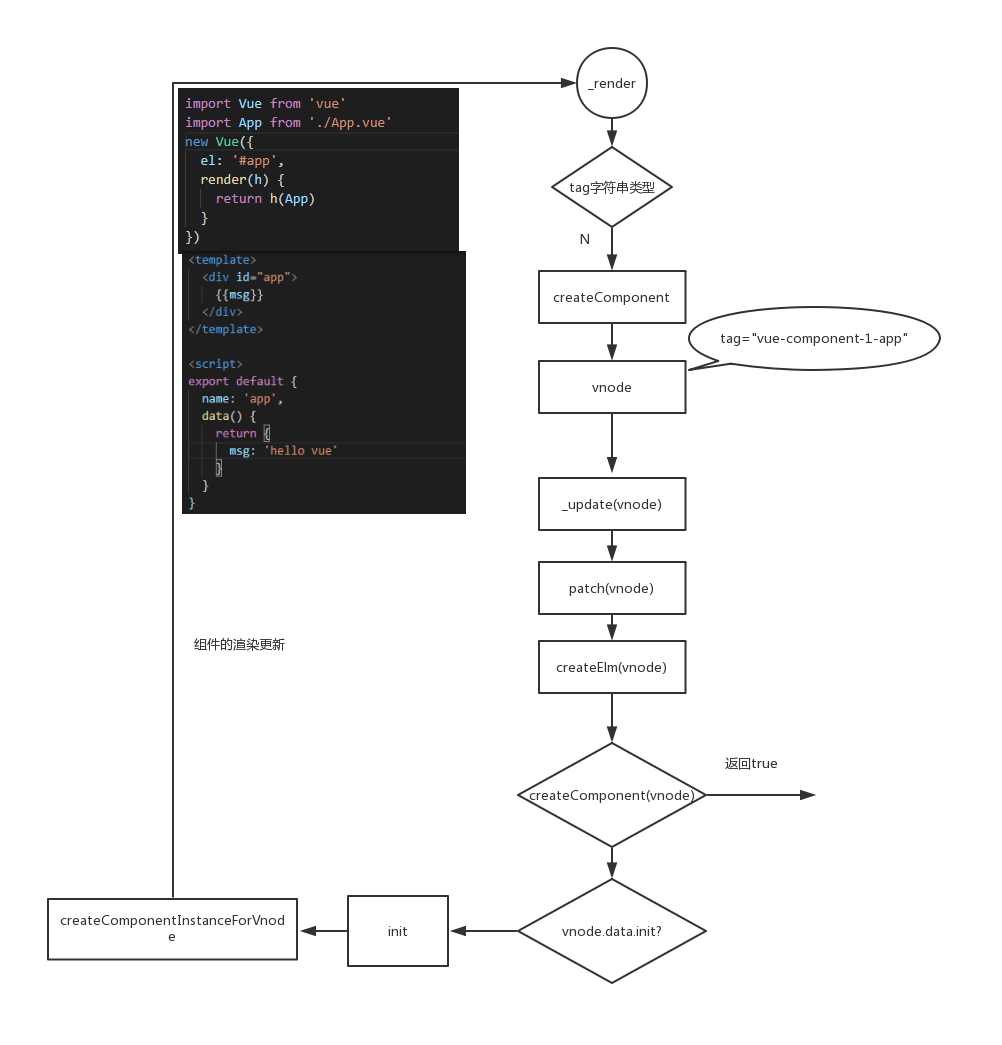 _render
import Vue from 'vue'
import App from './App.vue'
new Vue({
el: '#app',
render(h) {
return h(App)
}
})
tag字符串类型
N
<template>
<div id="app">
{{msg}}
</div>
</template>
<script>
export default {
name: 'app',
data() {
return {
msg: 'hello vue'
}
}
}
createComponent
tag="vue-component-1-app"
vnode
_update(vnode)
patch(vnode)
组件的渲染更新
createElm(vnode)
返回true
createComponent(vnode)
createComponentInstanceForVnod
e
init
vnode.data.init?